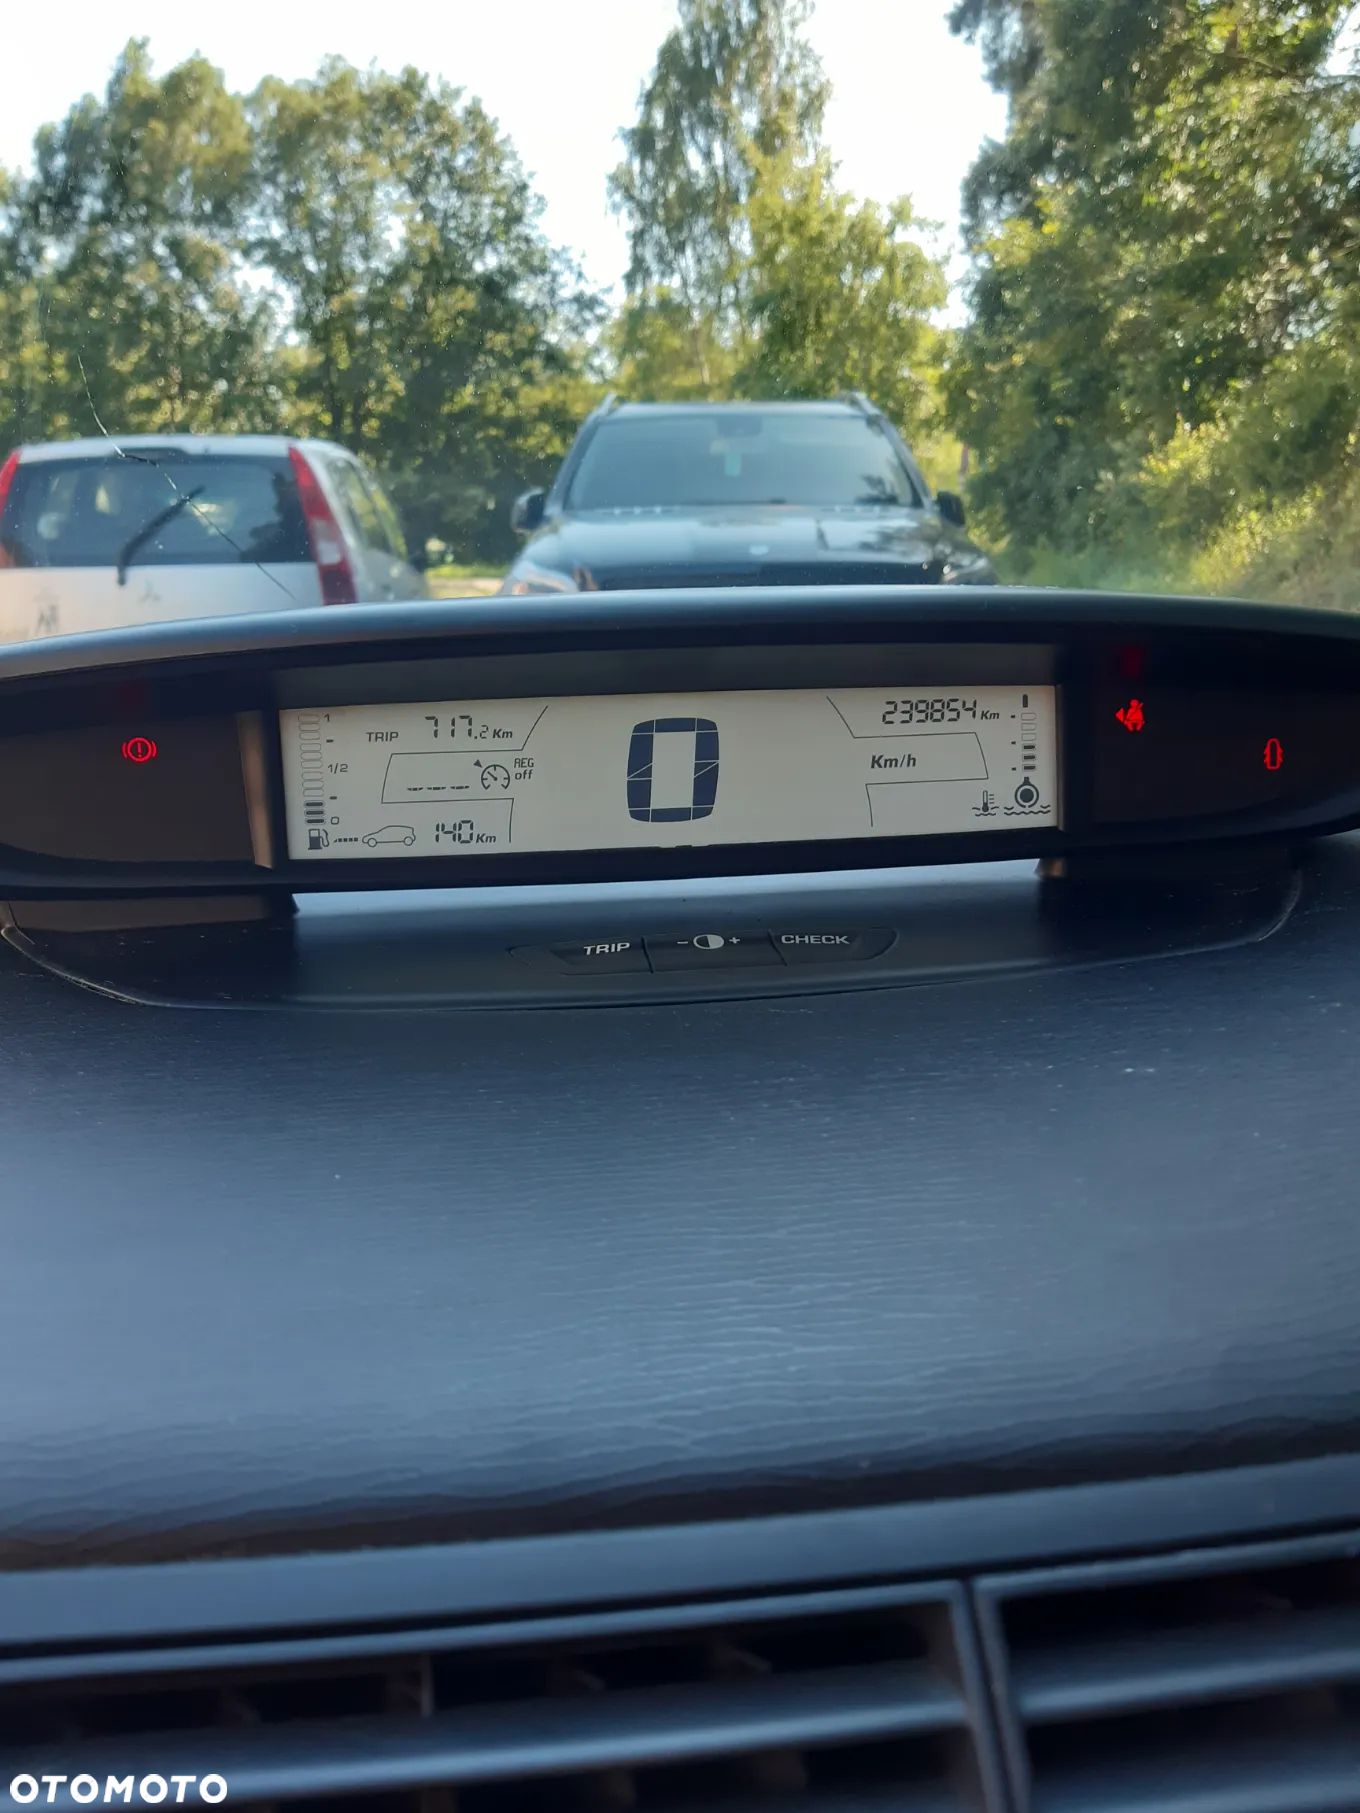 1
TRIP 717.2 Km
239854 Km
1/2
REG
off
Km/h
0
0
140 Km
TRIP - + CHECK
OTOMOTO